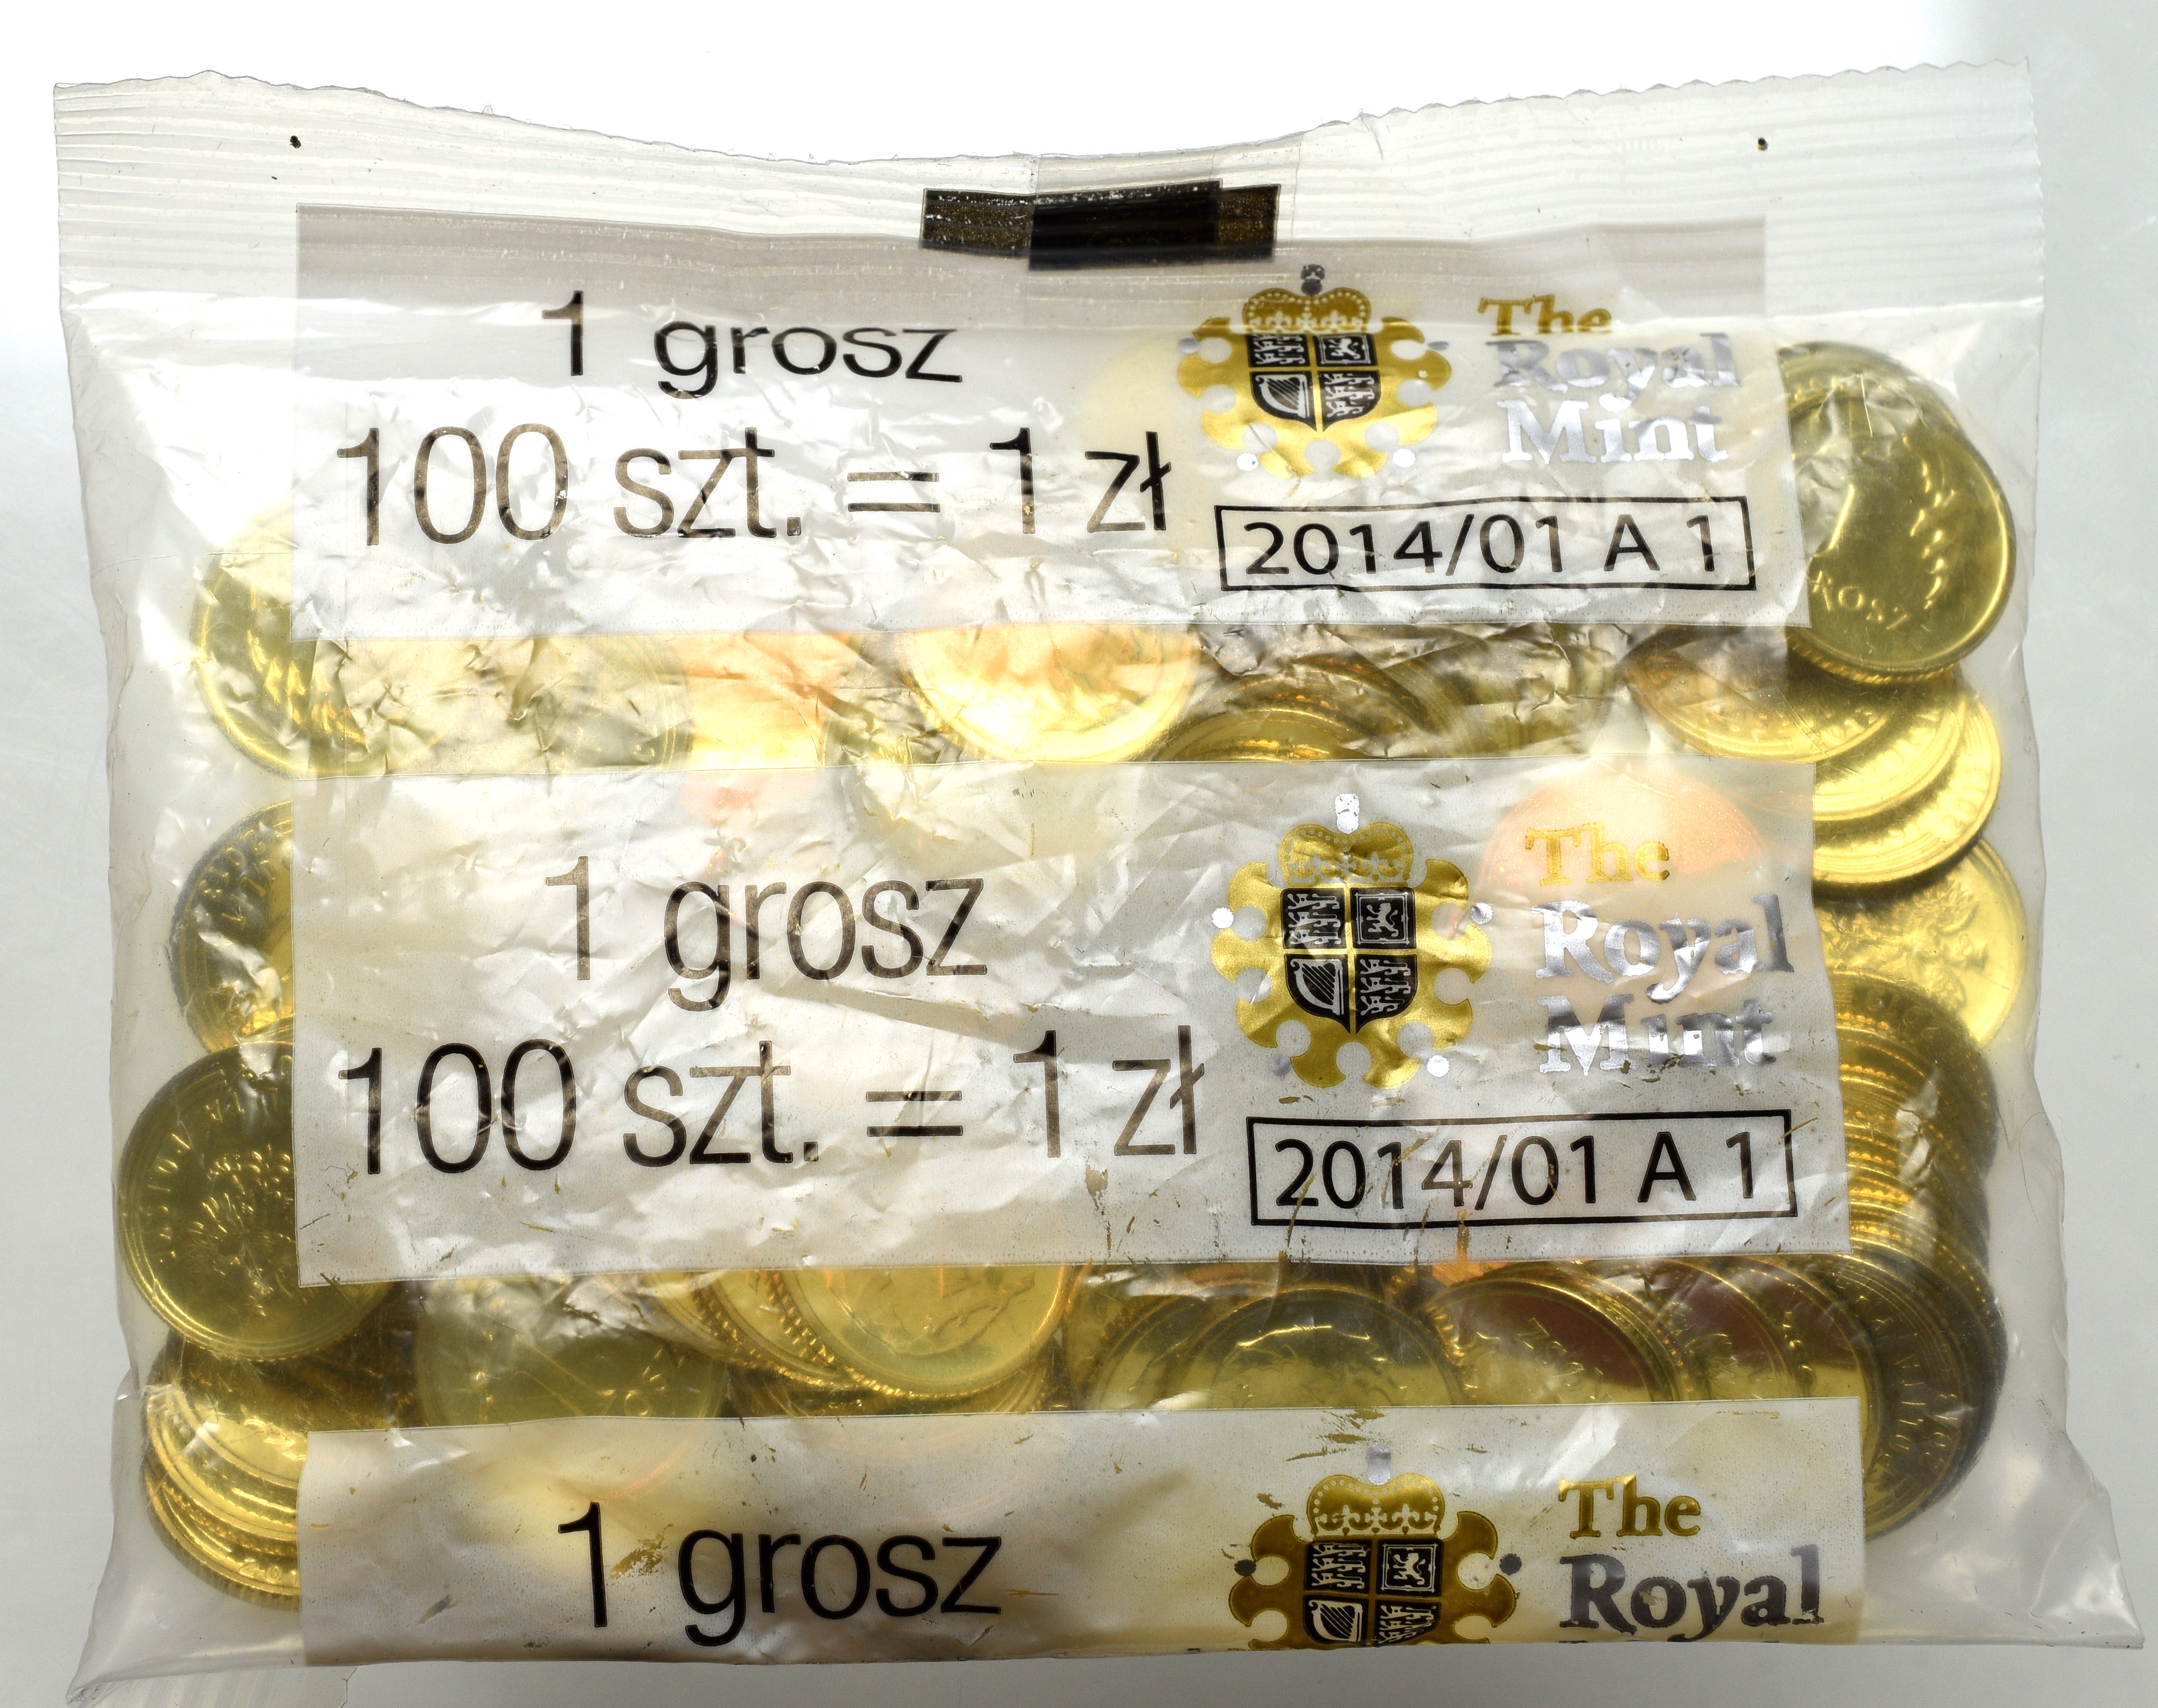 1 grosz
100 szt. = 1 zł
The
Royal
Mint
2014/01 A 1
ROSZ
1 grosz
100 szt. = 1 zł
The
Royal
Mint
2014/01 A 1
1 grosz
The
Royal